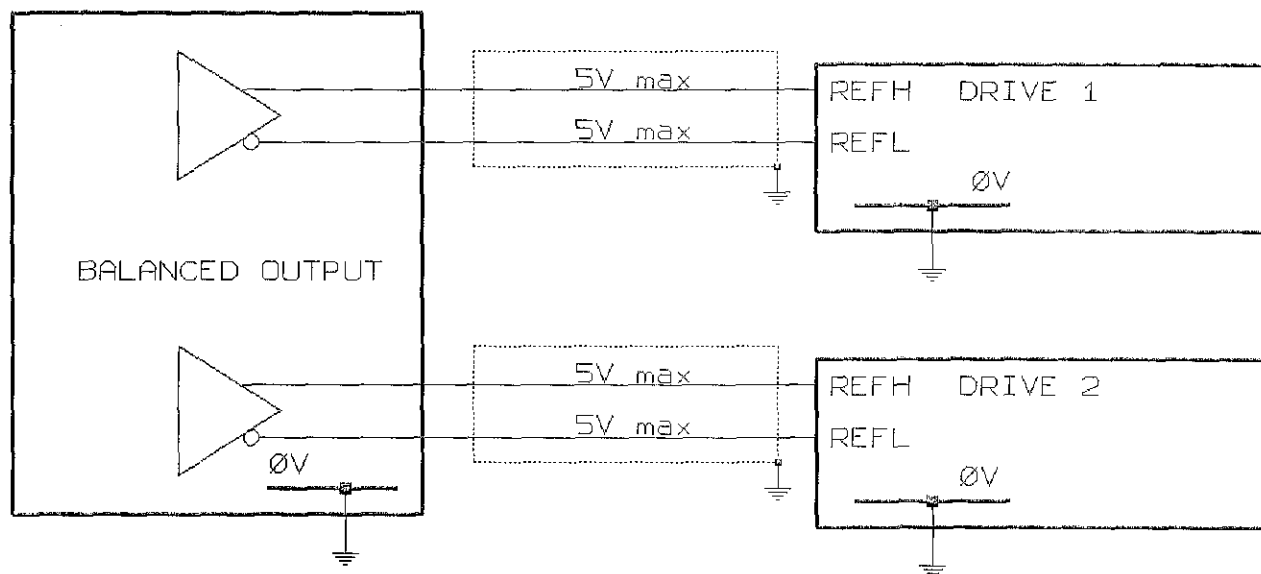 5V max
REFH DRIVE 1
5V max
REFL
ØV
BALANCED OUTPUT
5V max
REFH DRIVE 2
5V max
REFL
ØV
ØV